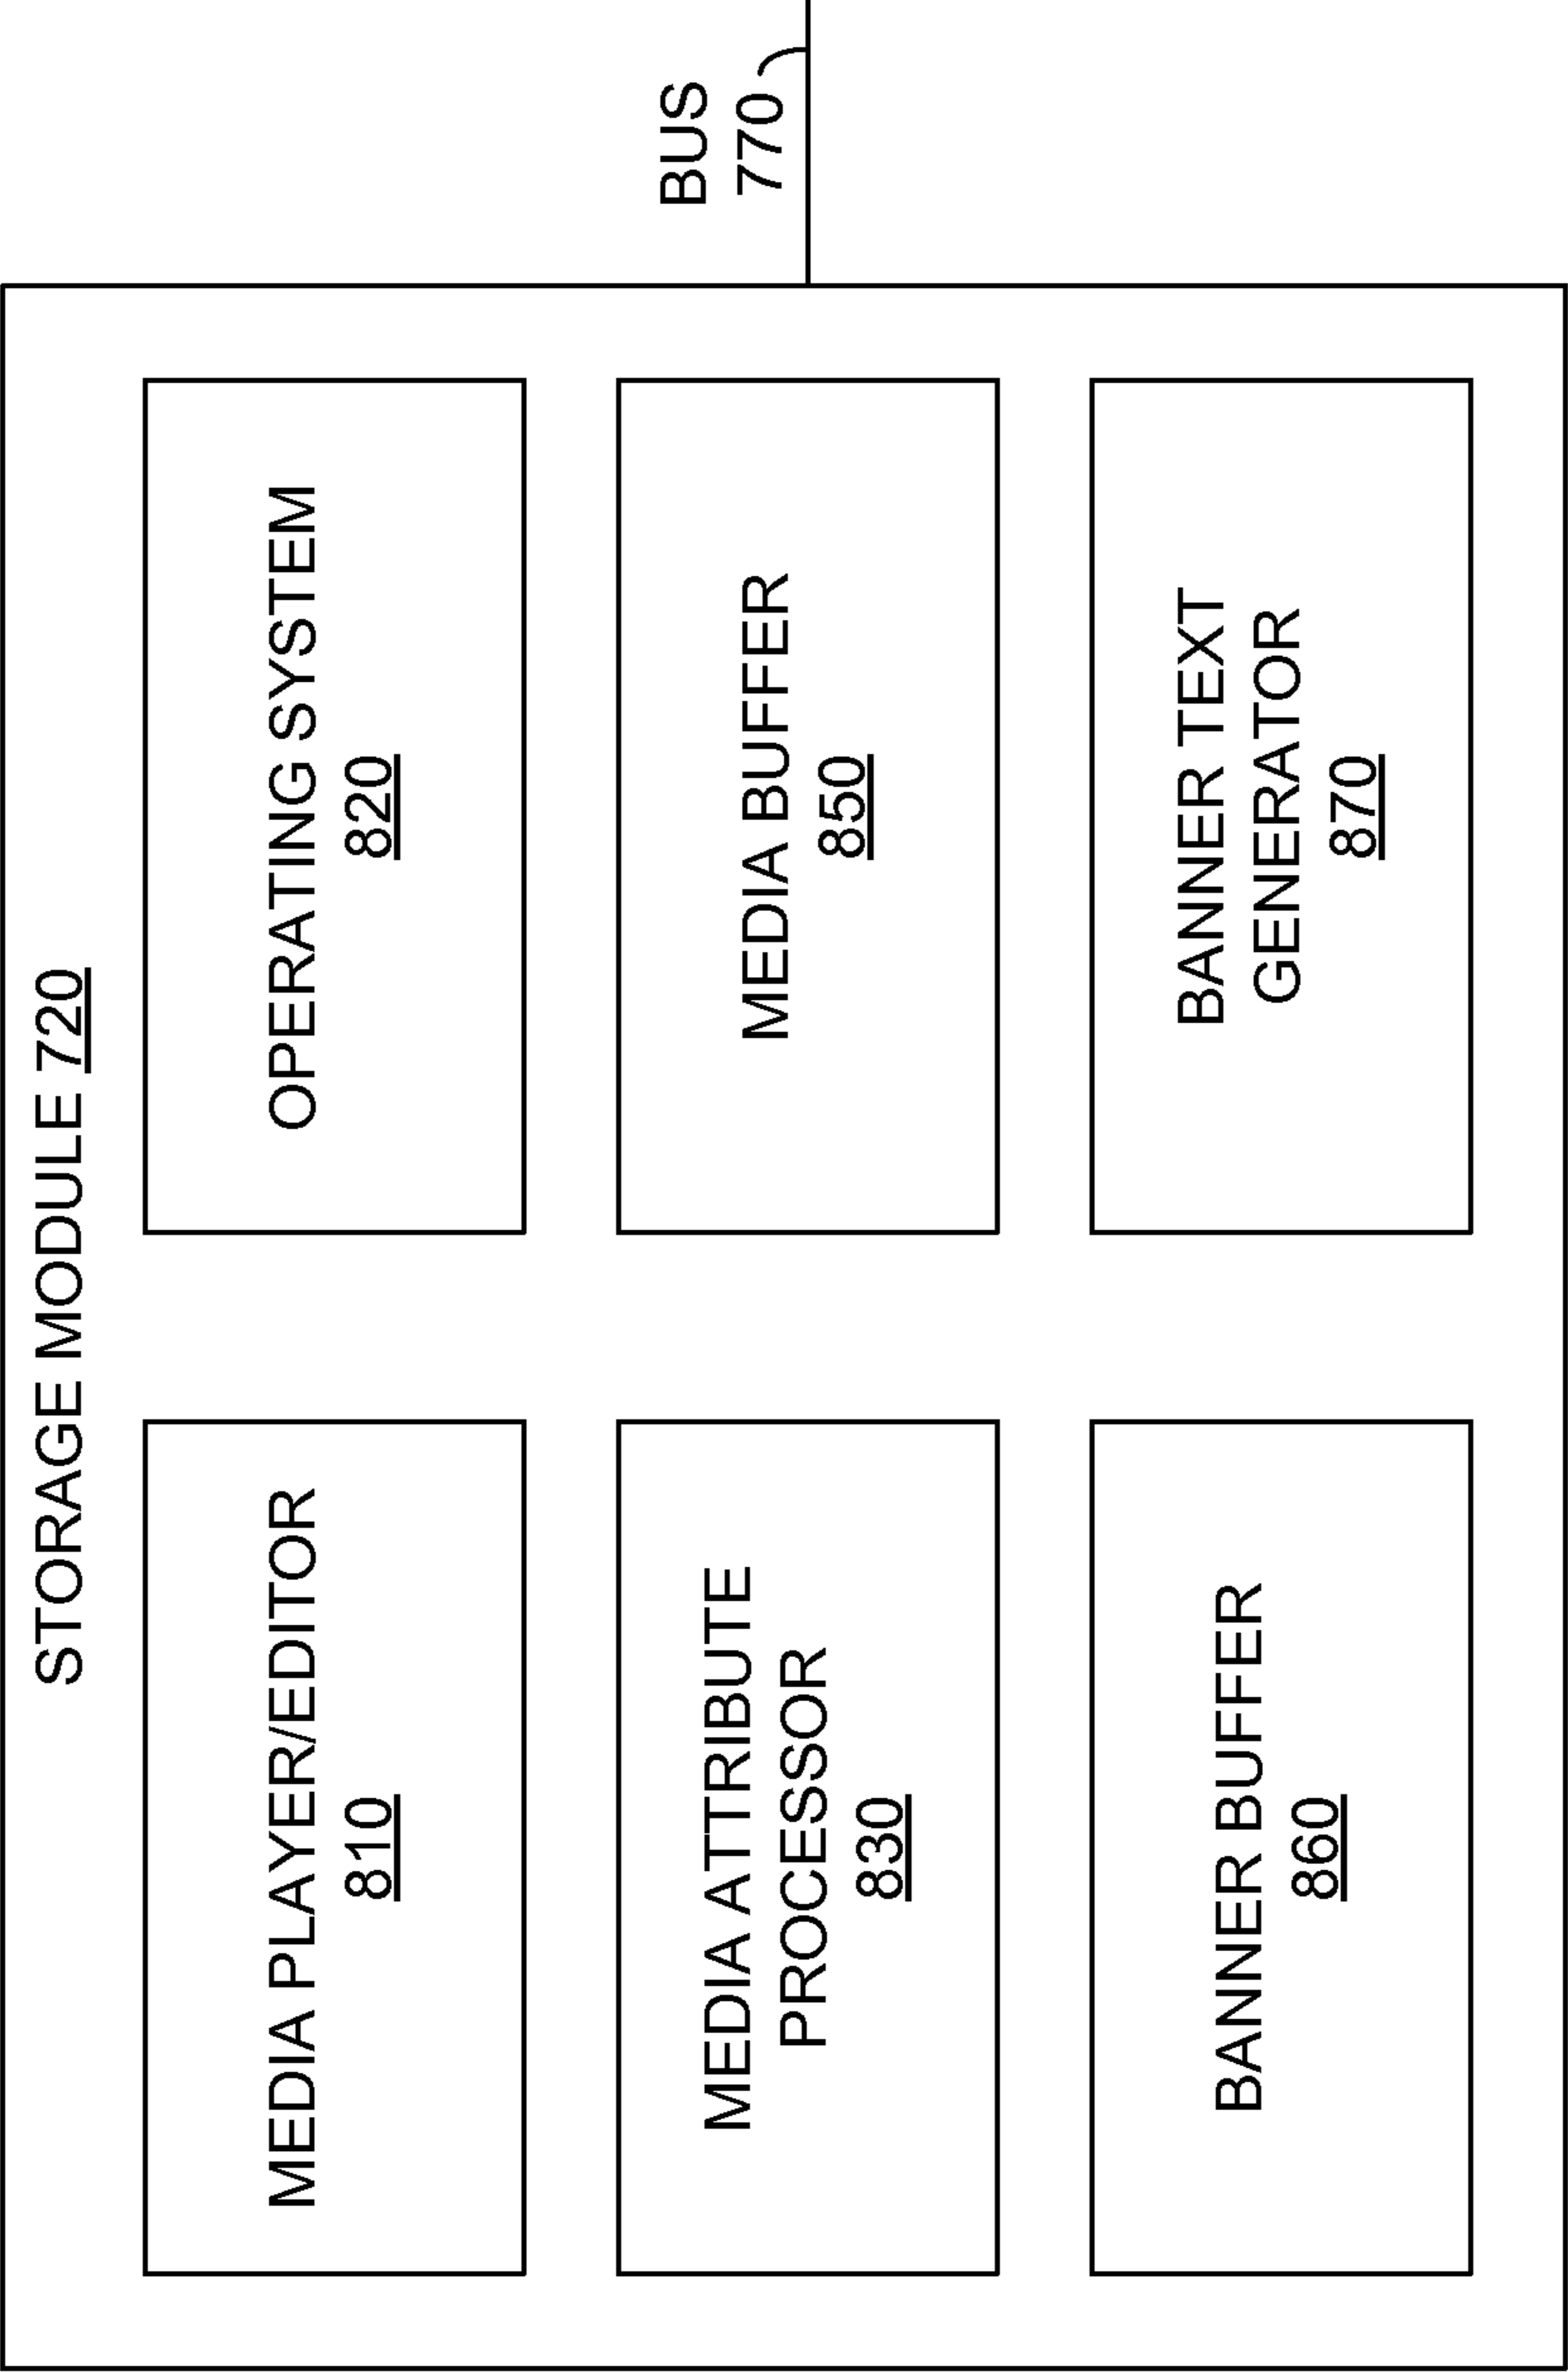 STORAGE MODULE 720
MEDIA PLAYER/EDITOR
810
OPERATING SYSTEM
820
MEDIA ATTRIBUTE
PROCESSOR
830
MEDIA BUFFER
850
BANNER BUFFER
860
BANNER TEXT
GENERATOR
870
BUS
770